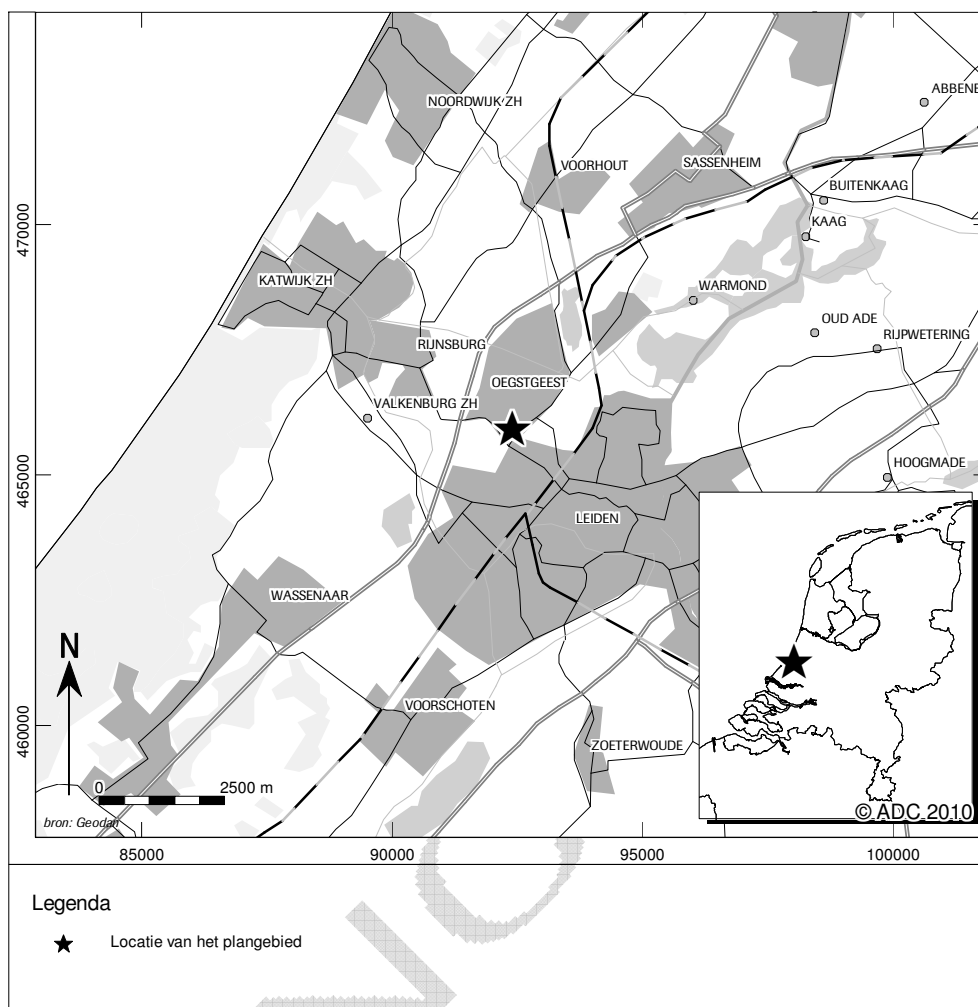 ABBENE
NOORDWIJK ZH
VOORHOUT
SASSENHEIM
BUITENKAAG
470000
KAAG
KATWIJK ZH
WARMOND
OUD ADE
RIJNSBURG
RIJPWETERING
OEGSTGEEST
VALKENBURG ZH
HOOGMADE
465000
LEIDEN
WASSENAAR
N
VOORSCHOTEN
460000
ZOETERWOUDE
0 2500 m
bron: Geodan
© ADC 2010
85000 90000 95000 100000
Legenda
Locatie van het plangebied